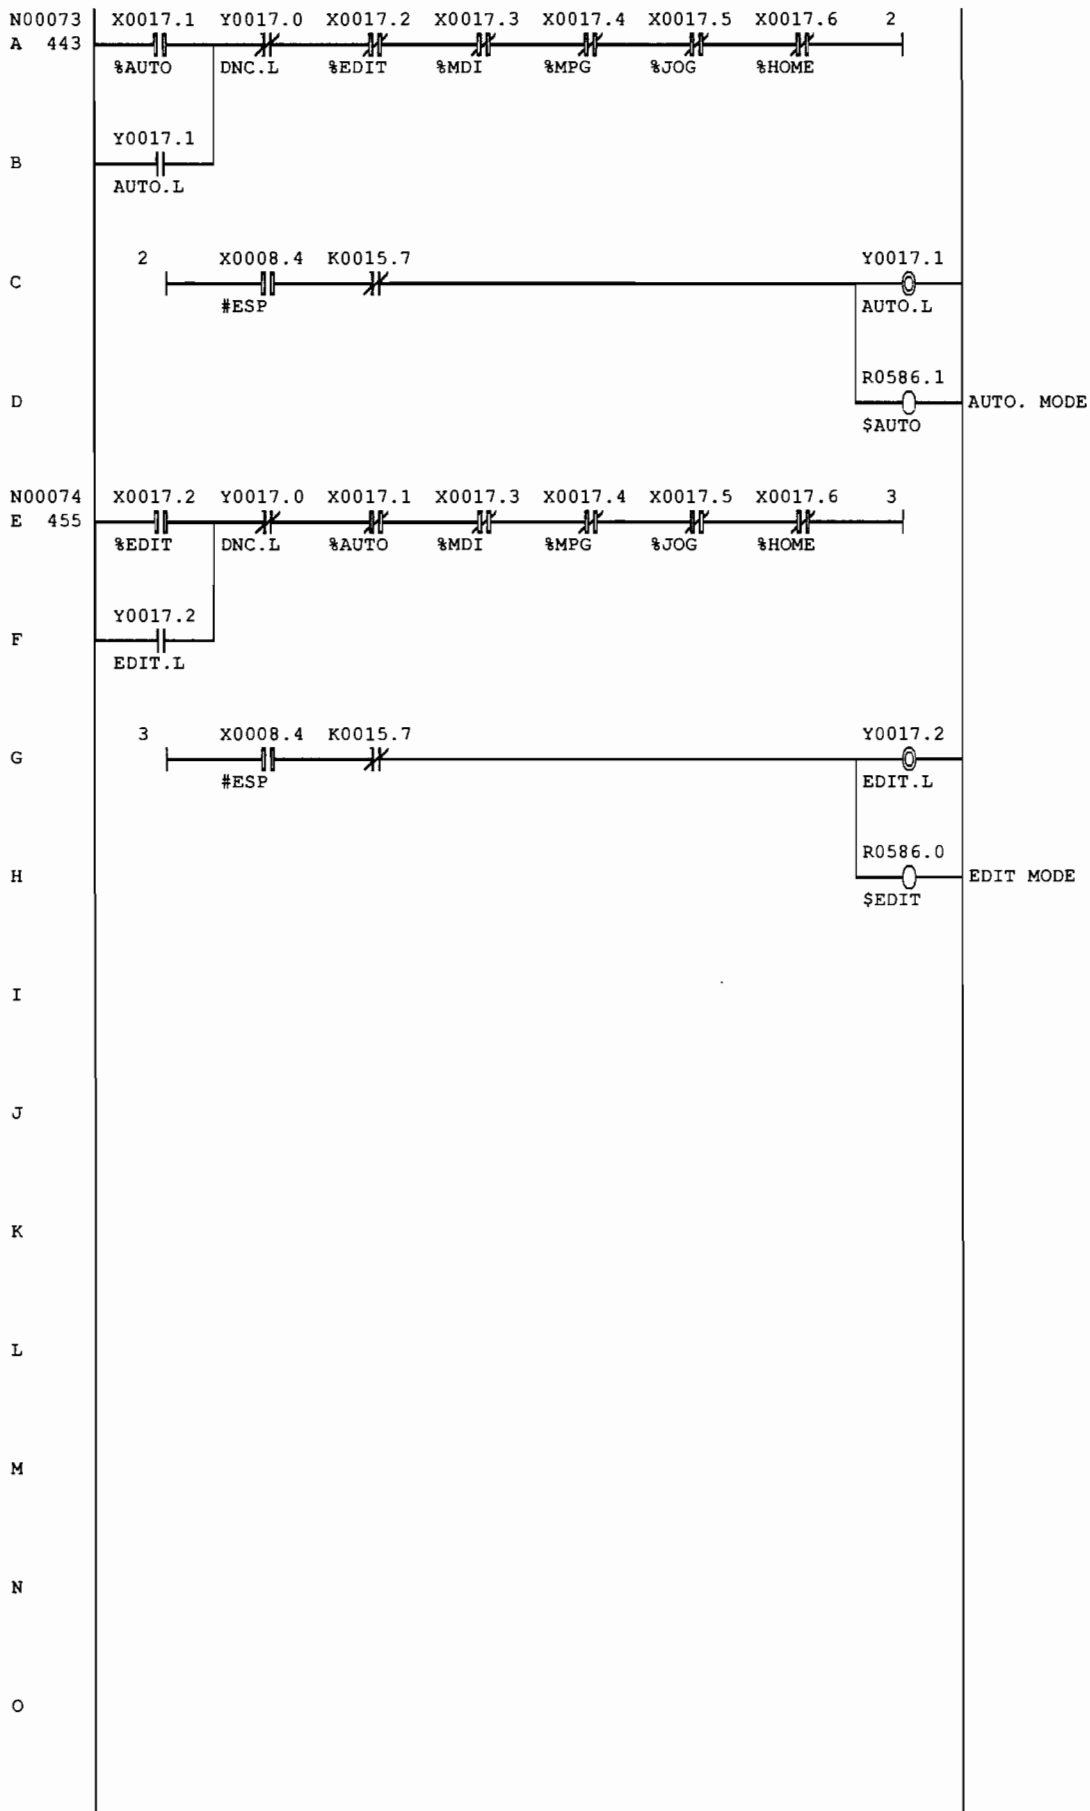 N00073 X0017.1 Y0017.0 X0017.2 X0017.3 X0017.4 X0017.5 X0017.6 2
A 443
%AUTO DNC.L %EDIT %MDI %MPG %JOG %HOME
Y0017.1
B
AUTO.L
2 X0008.4 K0015.7 Y0017.1
C
#ESP AUTO.L
R0586.1
D AUTO. MODE
$AUTO
N00074 X0017.2 Y0017.0 X0017.1 X0017.3 X0017.4 X0017.5 X0017.6 3
E 455
%EDIT DNC.L %AUTO %MDI %MPG %JOG %HOME
Y0017.2
F
EDIT.L
3 X0008.4 K0015.7 Y0017.2
G
#ESP EDIT.L
R0586.0
H EDIT MODE
$EDIT
I
J
K
L
M
N
O